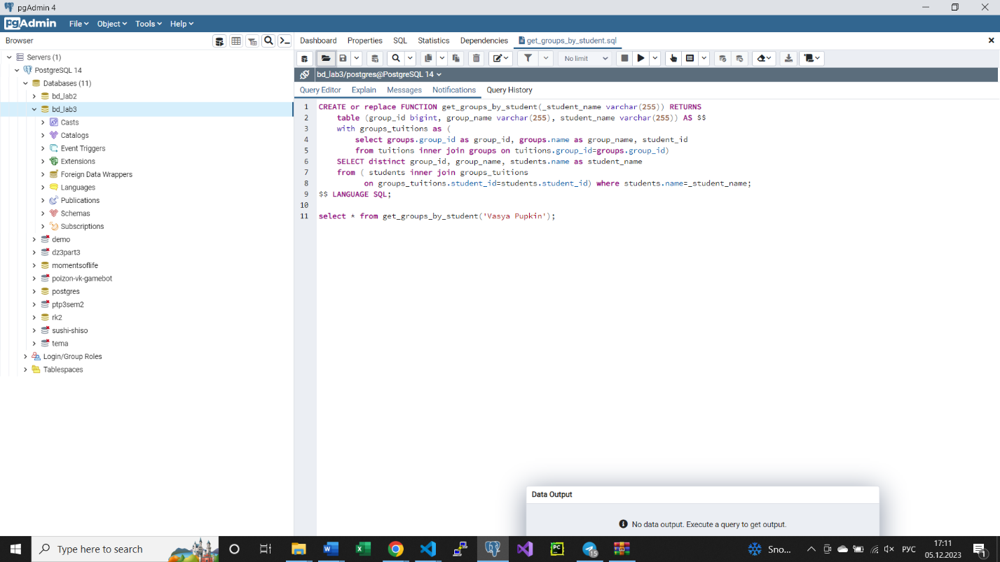 pgAdmin 4
pgAdmin
File
Object
Tools
Help
Browser
Servers (1)
PostgreSQL 14
Databases (11)
bd_lab2
bd_lab3
Casts
Catalogs
Event Triggers
Extensions
Foreign Data Wrappers
Languages
Publications
Schemas
Subscriptions
demo
dz3part3
momentsoflife
poizon-vk-gamebot
postgres
ptp3sem2
rk2
sushi-shiso
tema
Login/Group Roles
Tablespaces
Dashboard
Properties
SQL
Statistics
Dependencies
get_groups_by_student.sql
No limit
bd_lab3/postgres@PostgreSQL 14
Query Editor
Explain
Messages
Notifications
Query History
1 CREATE or replace FUNCTION get_groups_by_student(_student_name varchar(255)) RETURNS
2 table (group_id bigint, group_name varchar(255), student_name varchar(255)) AS $$
3 with groups_tuitions as (
4 select groups.group_id as group_id, groups.name as group_name, student_id
5 from tuitions inner join groups on tuitions.group_id=groups.group_id)
6 SELECT distinct group_id, group_name, students.name as student_name
7 from ( students inner join groups_tuitions
8 on groups_tuitions.student_id=students.student_id) where students.name=_student_name;
9 $$ LANGUAGE SQL;
10
11 select * from get_groups_by_student('Vasya Pupkin');
Data Output
No data output. Execute a query to get output.
Type here to search
PC
15
Sno...
РУС
17:11
05.12.2023
1